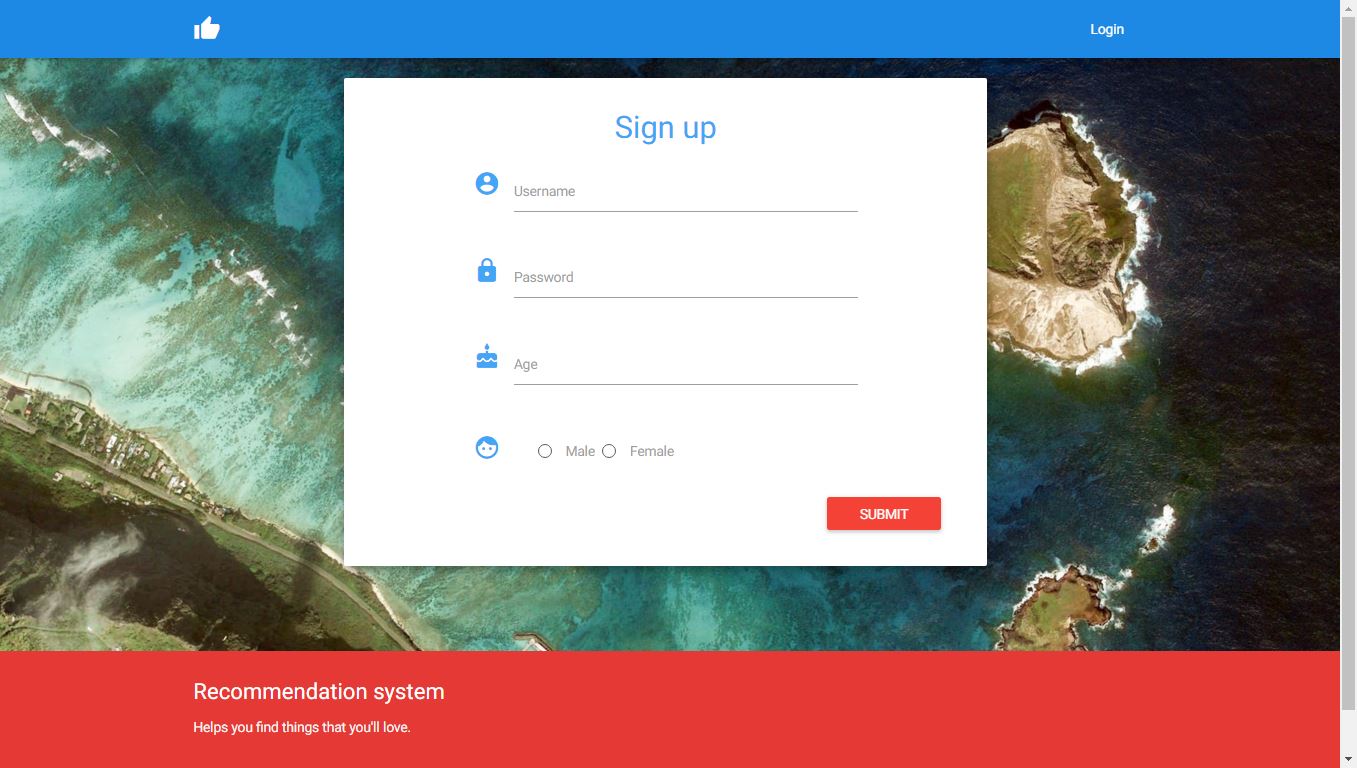 Login
Sign up
Username
Password
Age
Male Female
SUBMIT
Recommendation system
Helps you find things that you'll love.